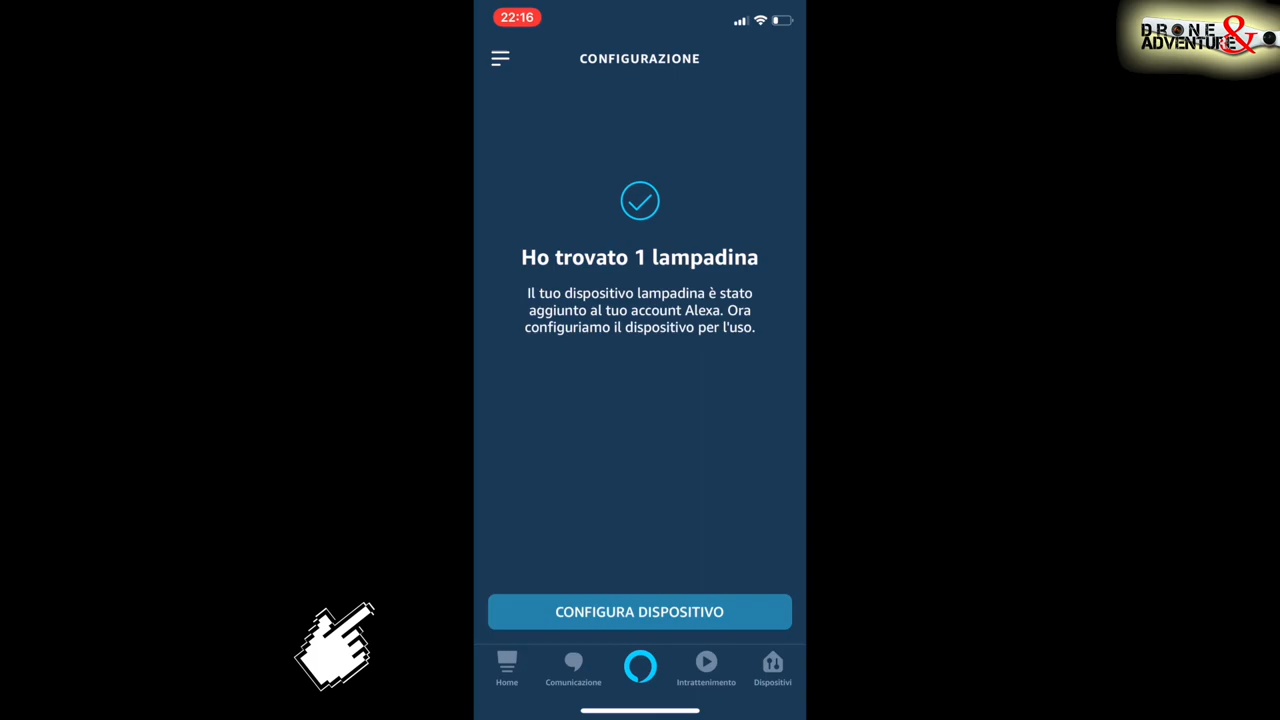 22:16
DRONE & ADVENTURE
CONFIGURAZIONE
Ho trovato 1 lampadina
Il tuo dispositivo lampadina è stato
aggiunto al tuo account Alexa. Ora
configuriamo il dispositivo per l'uso.
CONFIGURA DISPOSITIVO
Home
Comunicazione
Intrattenimento
Dispositivi